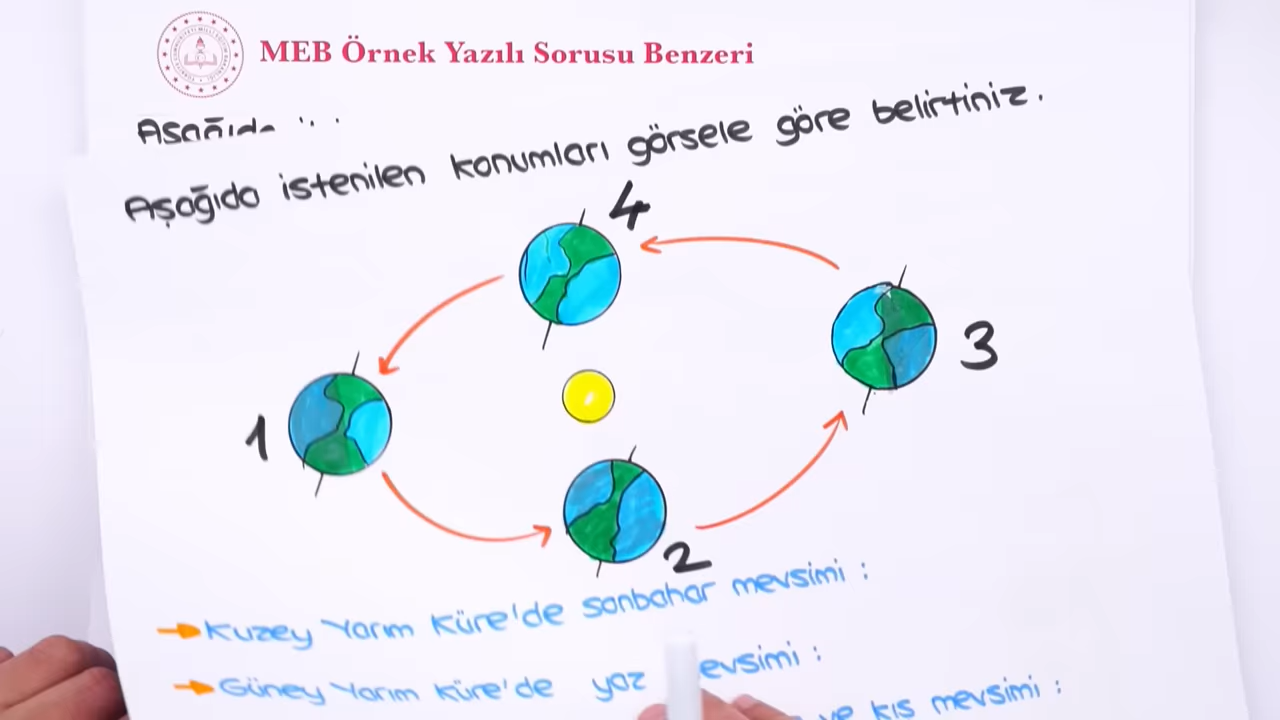 MEB Örnek Yazılı Sorusu Benzeri
Aşağıda istenilen konumları görsele göre belirtiniz.
4
3
1
2
Kuzey Yarım Küre'de sonbahar mevsimi :
Güney Yarım Küre'de yaz mevsimi :
ve kış mevsimi :